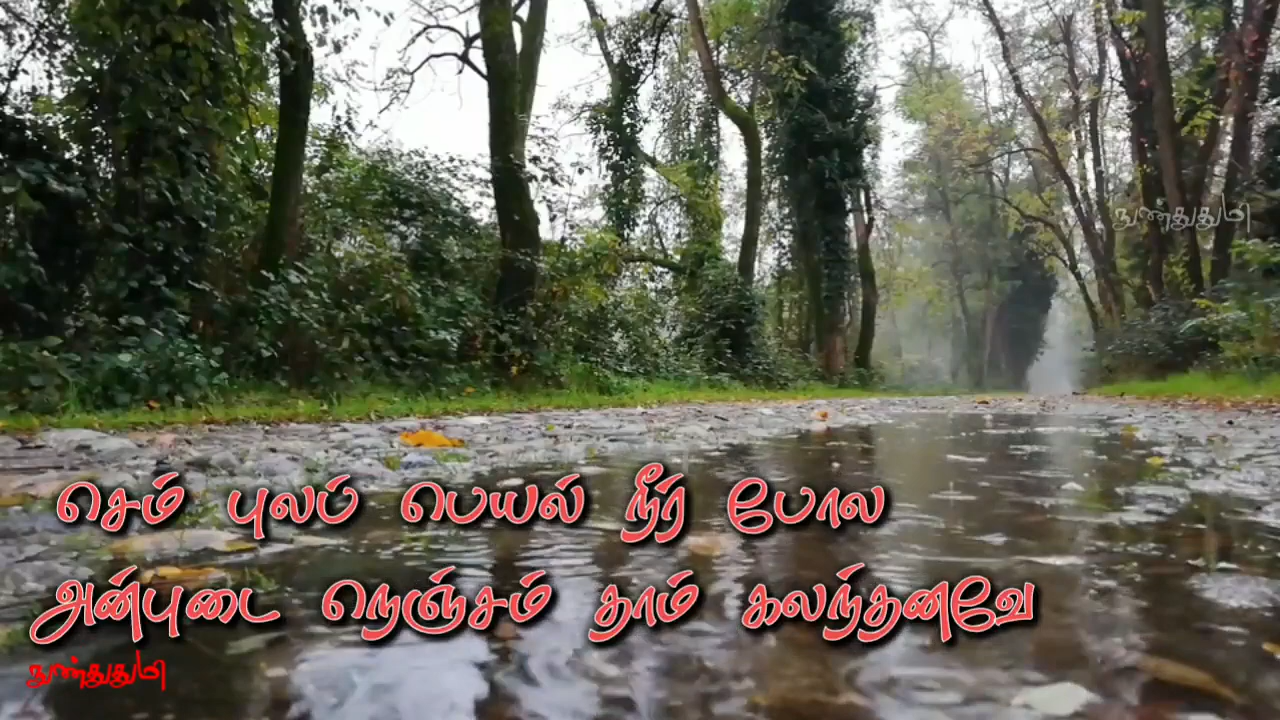 செம் புலப் பெயல் நீர் போல
அன்புடை நெஞ்சம் தாம் கலந்தனவே